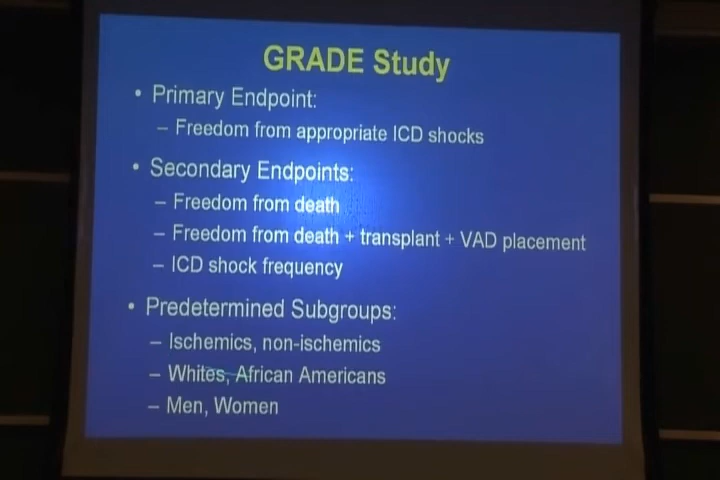 GRADE Study
• Primary Endpoint:
– Freedom from appropriate ICD shocks
• Secondary Endpoints:
– Freedom from death
– Freedom from death + transplant + VAD placement
– ICD shock frequency
• Predetermined Subgroups:
– Ischemics, non-ischemics
– Whites, African Americans
– Men, Women